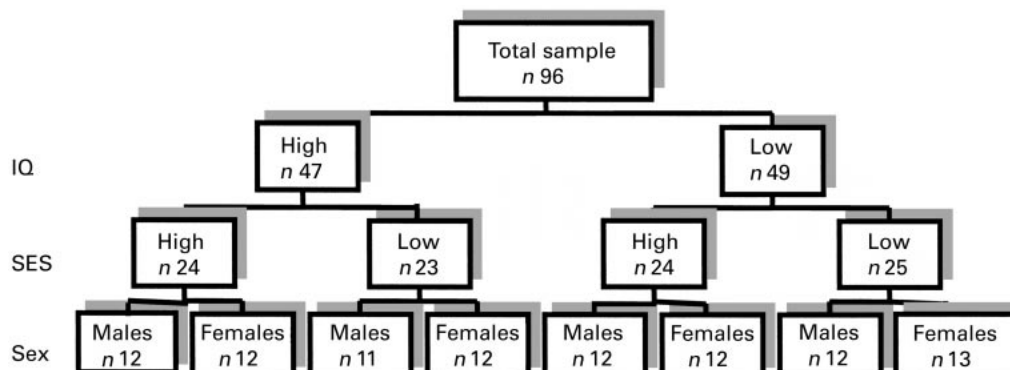 Total sample
n 96
IQ
High
n 47
Low
n 49
SES
High
n 24
Low
n 23
High
n 24
Low
n 25
Sex
Males
n 12
Females
n 12
Males
n 11
Females
n 12
Males
n 12
Females
n 12
Males
n 12
Females
n 13